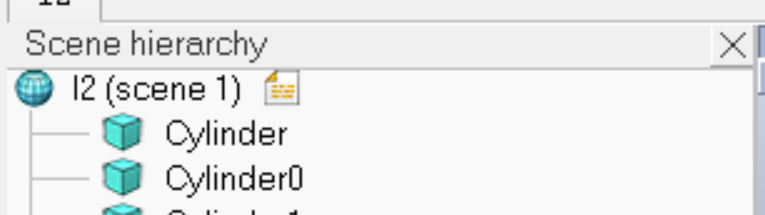 Scene hierarchy
I2 (scene 1)
Cylinder
Cylinder0